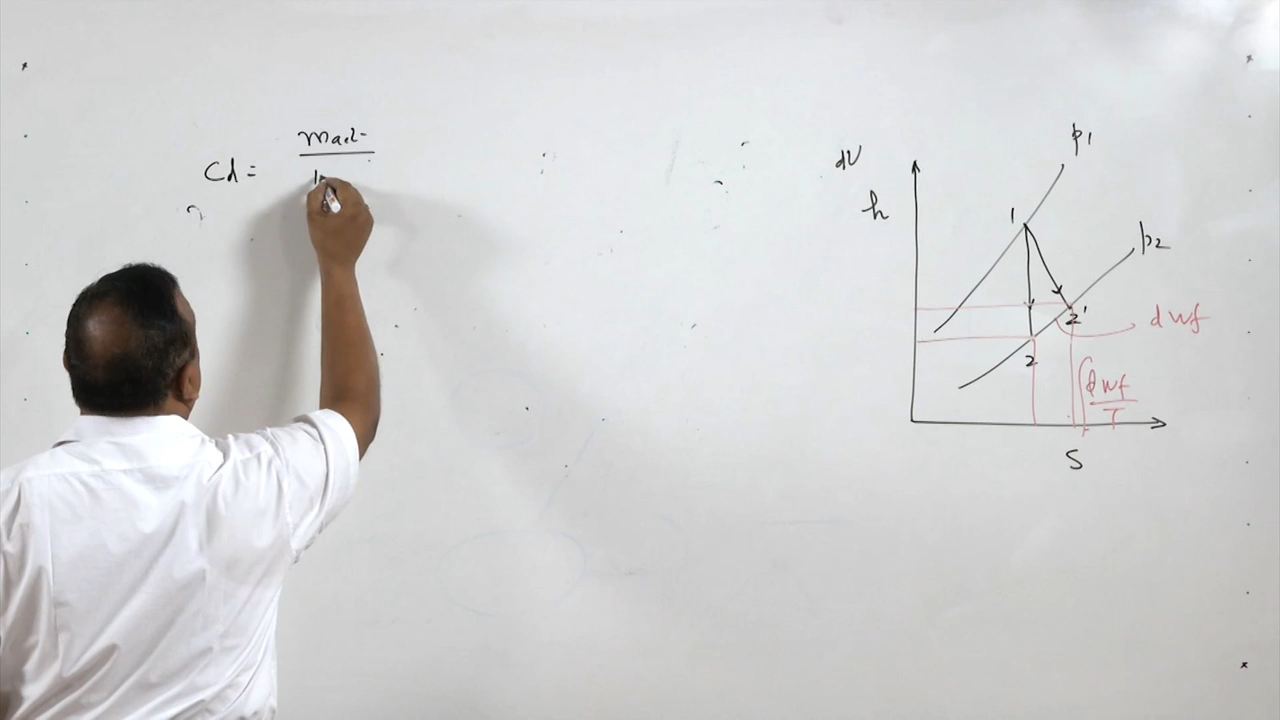 mact
Cd =
dV
h
p1
1
p2
2'
dwf
2
∫dwf/T
S